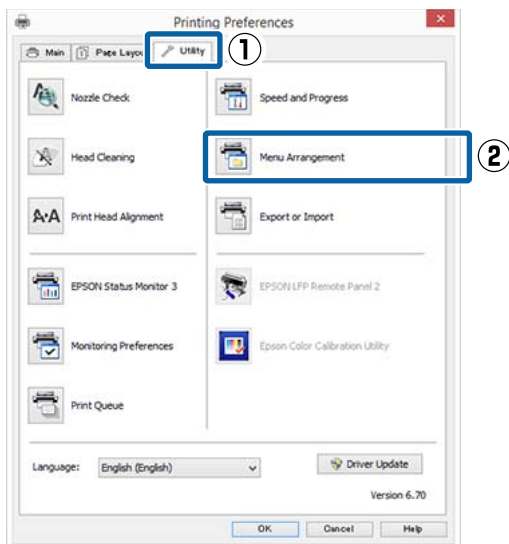 Printing Preferences
Main Page Layou Utility ①
Nozzle Check
Speed and Progress
Head Cleaning
Menu Arrangement ②
Print Head Alignment
Export or Import
EPSON Status Monitor 3
EPSON LFP Remote Panel 2
Monitoring Preferences
Epson Color Calibration Utility
Print Queue
Language: English (English) Driver Update
Version 6.70
OK Cancel Help